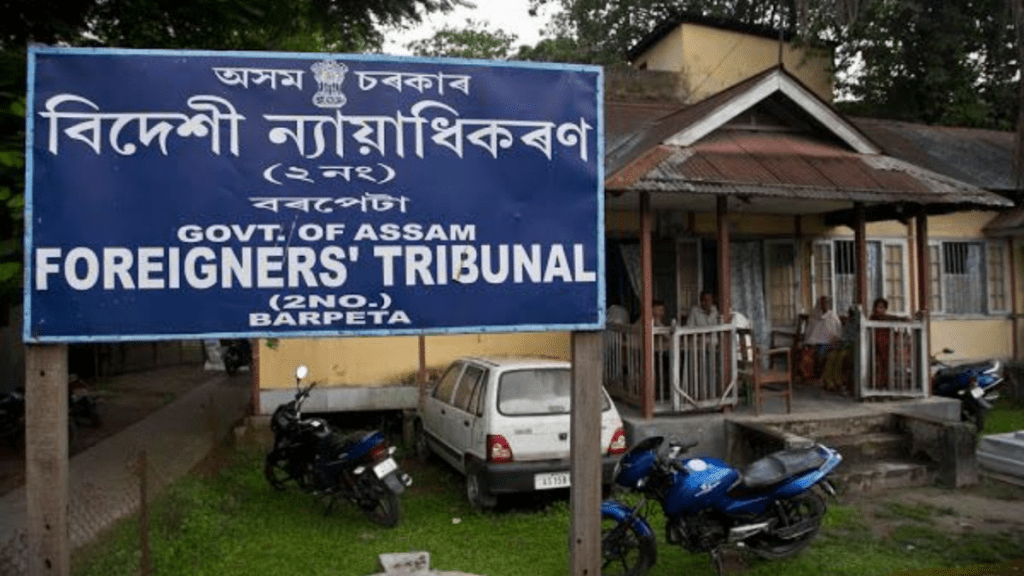 অসম চৰকাৰ
বিদেশী ন্যায়াধিকৰণ
(২ নং)
বৰপেটা
GOVT. OF ASSAM
FOREIGNERS' TRIBUNAL
(2NO.)
BARPETA